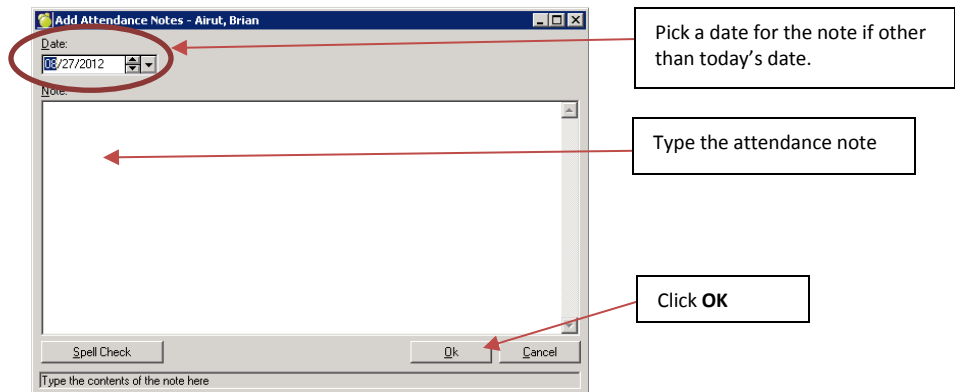 Add Attendance Notes - Airut, Brian
Date:
08/27/2012
Note:
Pick a date for the note if other
than today’s date.
Type the attendance note
Click OK
Spell Check
Ok
Cancel
Type the contents of the note here